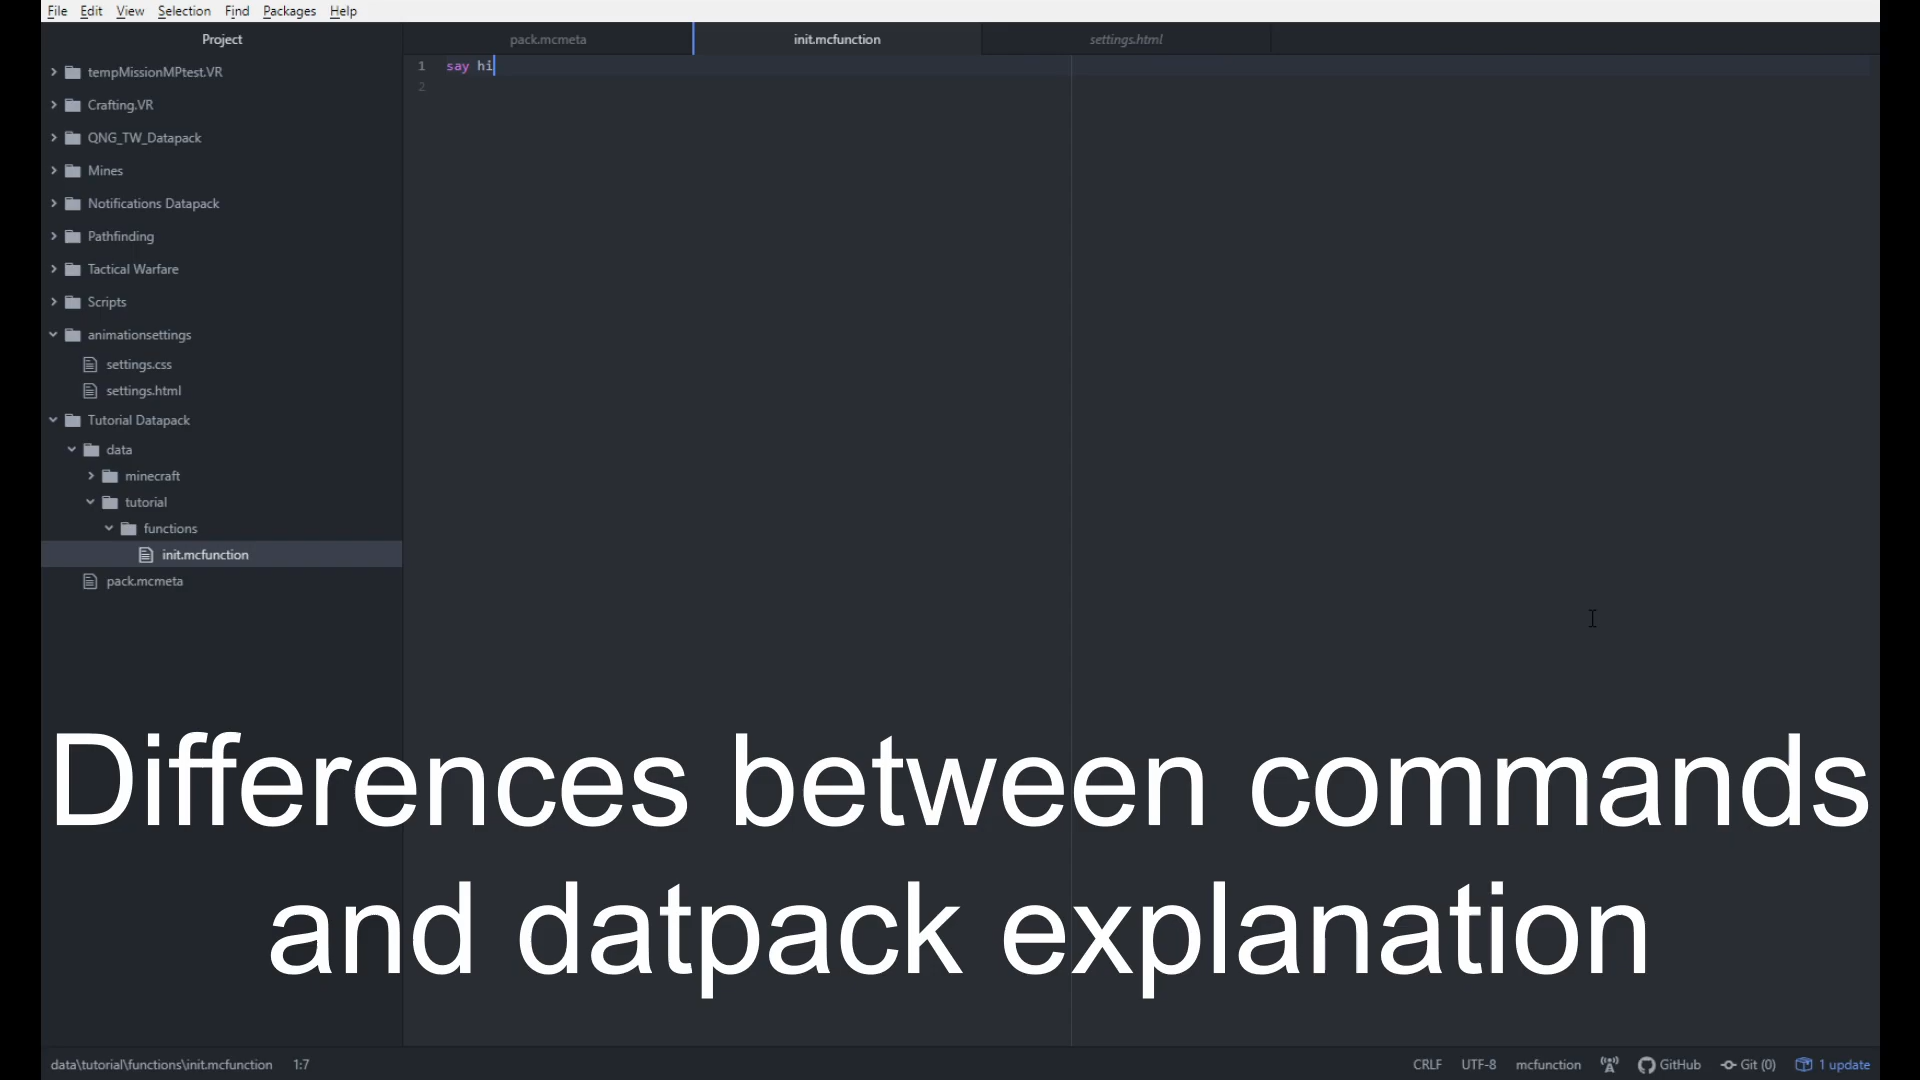 File Edit View Selection Find Packages Help
Project
pack.mcmeta
init.mcfunction
settings.html
tempMissionMPtest.VR
Crafting.VR
QNG_TW_Datapack
Mines
Notifications Datapack
Pathfinding
Tactical Warfare
Scripts
animationsettings
settings.css
settings.html
Tutorial Datapack
data
minecraft
tutorial
functions
init.mcfunction
pack.mcmeta
1 say hi
2
Differences between commands
and datpack explanation
data\tutorial\functions\init.mcfunction 1:7
CRLF UTF-8 mcfunction GitHub Git (0) 1 update